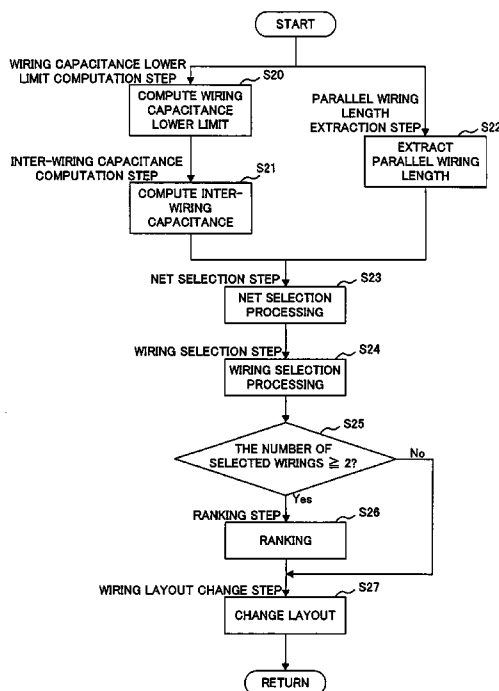 START
WIRING CAPACITANCE LOWER
LIMIT COMPUTATION STEP
S20
COMPUTE WIRING
CAPACITANCE
LOWER LIMIT
PARALLEL WIRING
LENGTH
EXTRACTION STEP
S22
EXTRACT
PARALLEL WIRING
LENGTH
INTER-WIRING CAPACITANCE
COMPUTATION STEP
S21
COMPUTE INTER-
WIRING
CAPACITANCE
NET SELECTION STEP
S23
NET SELECTION
PROCESSING
WIRING SELECTION STEP
S24
WIRING SELECTION
PROCESSING
S25
THE NUMBER OF
SELECTED WIRINGS ≧ 2?
No
Yes
RANKING STEP
S26
RANKING
WIRING LAYOUT CHANGE STEP
S27
CHANGE LAYOUT
RETURN